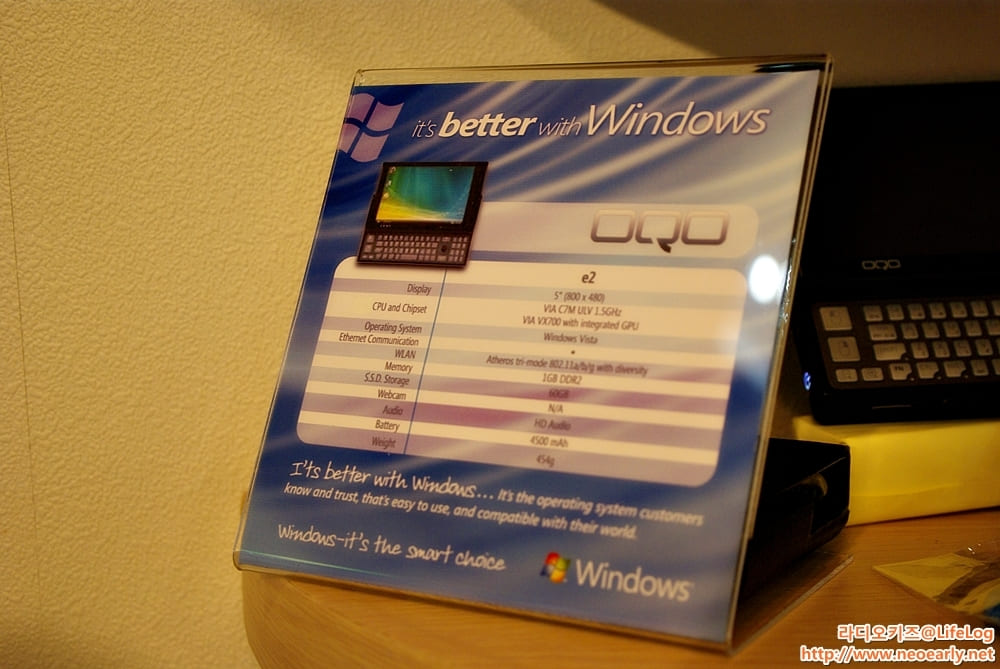 it's better with Windows
OQO
e2
Display 5" (800 x 480)
CPU and Chipset VIA C7M ULV 1.5GHz
VIA VX700 with integrated GPU
Operating System Windows Vista
Ethernet Communication •
WLAN Atheros tri-mode 802.11a/b/g with diversity
Memory 1GB DDR2
S.S.D. Storage 60GB
Webcam N/A
Audio HD Audio
Battery 4500 mAh
Weight 454g
I'ts better with Windows... It's the operating system customers
know and trust, that's easy to use, and compatible with their world.
Windows-it's the smart choice
Windows
OQO
라디오키즈@LifeLog
http://www.neoearly.net